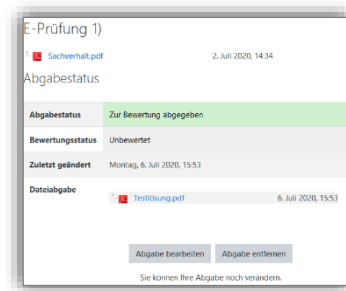 E-Prüfung 1)
Sachverhalt.pdf 2. Juli 2020, 14:34
Abgabestatus
Abgabestatus Zur Bewertung abgegeben
Bewertungsstatus Unbewertet
Zuletzt geändert Montag, 6. Juli 2020, 15:53
Dateiabgabe
Testlösung.pdf 6. Juli 2020, 15:53
Abgabe bearbeiten Abgabe entfernen
Sie können Ihre Abgabe noch verändern.